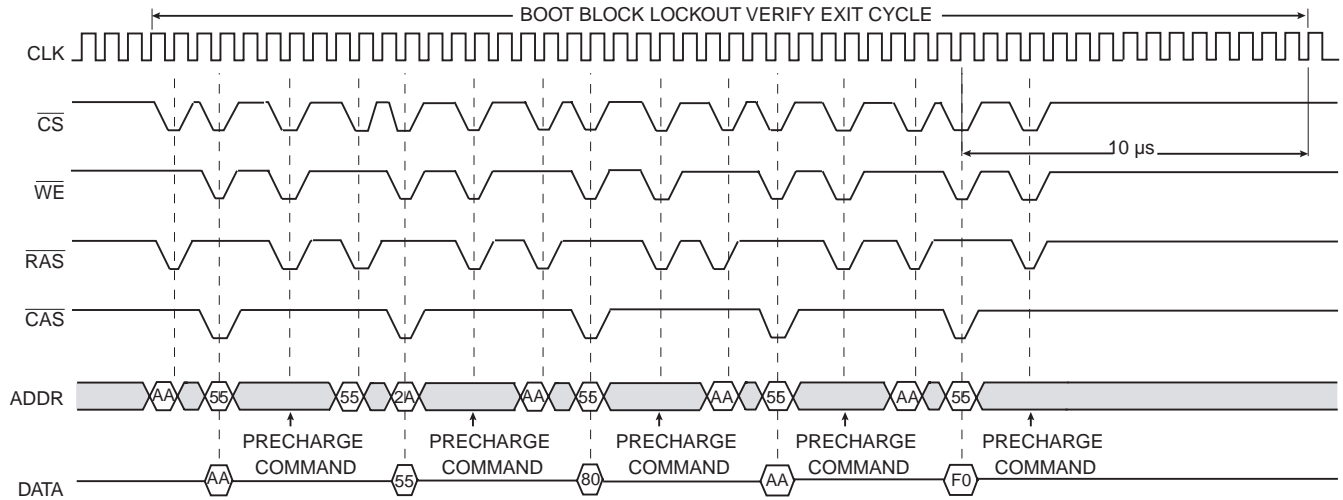 BOOT BLOCK LOCKOUT VERIFY EXIT CYCLE
CLK
CS
10 µs
WE
RAS
CAS
ADDR AA 55 55 2A AA 55 AA 55 AA 55
PRECHARGE COMMAND
PRECHARGE COMMAND
PRECHARGE COMMAND
PRECHARGE COMMAND
PRECHARGE COMMAND
DATA AA 55 80 AA F0